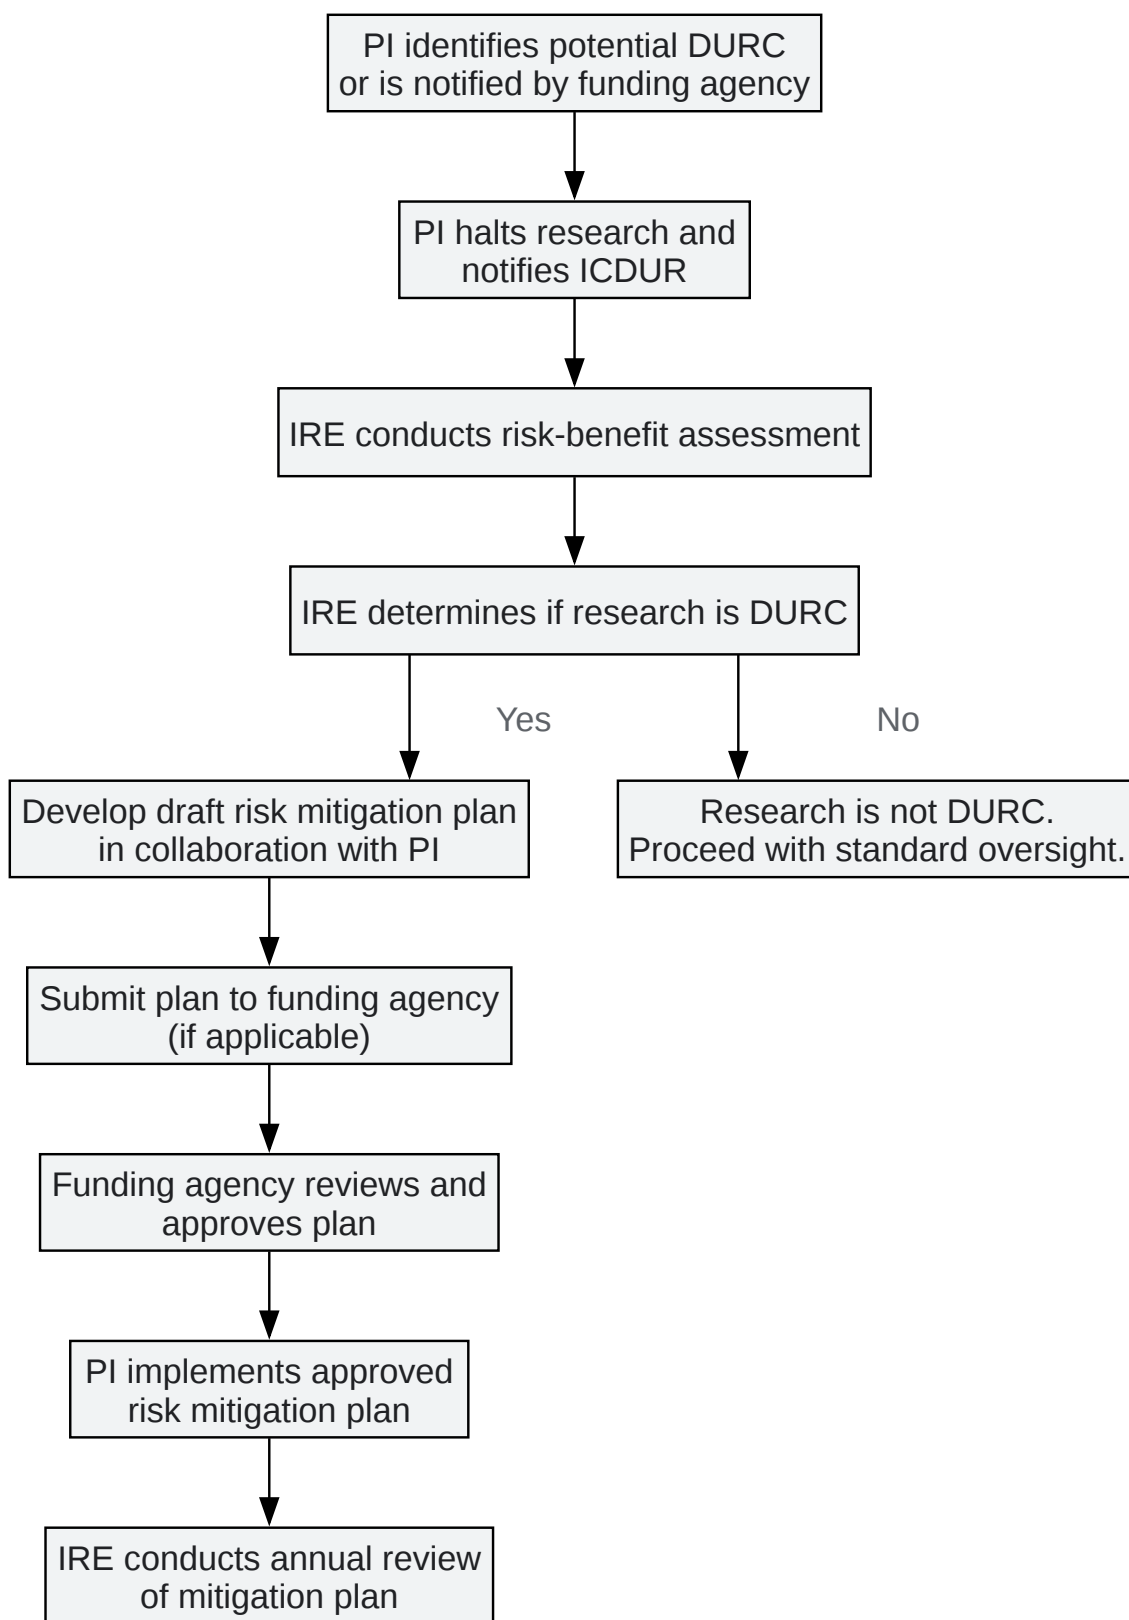 PI identifies potential DURC
or is notified by funding agency
PI halts research and
notifies ICDUR
IRE conducts risk-benefit assessment
IRE determines if research is DURC
Yes
No
Develop draft risk mitigation plan
in collaboration with PI
Research is not DURC.
Proceed with standard oversight.
Submit plan to funding agency
(if applicable)
Funding agency reviews and
approves plan
PI implements approved
risk mitigation plan
IRE conducts annual review
of mitigation plan